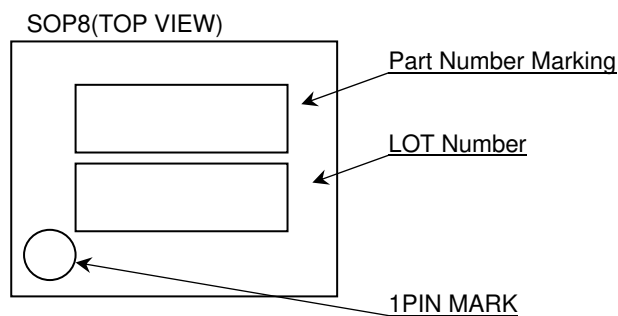 SOP8(TOP VIEW)
Part Number Marking
LOT Number
1PIN MARK